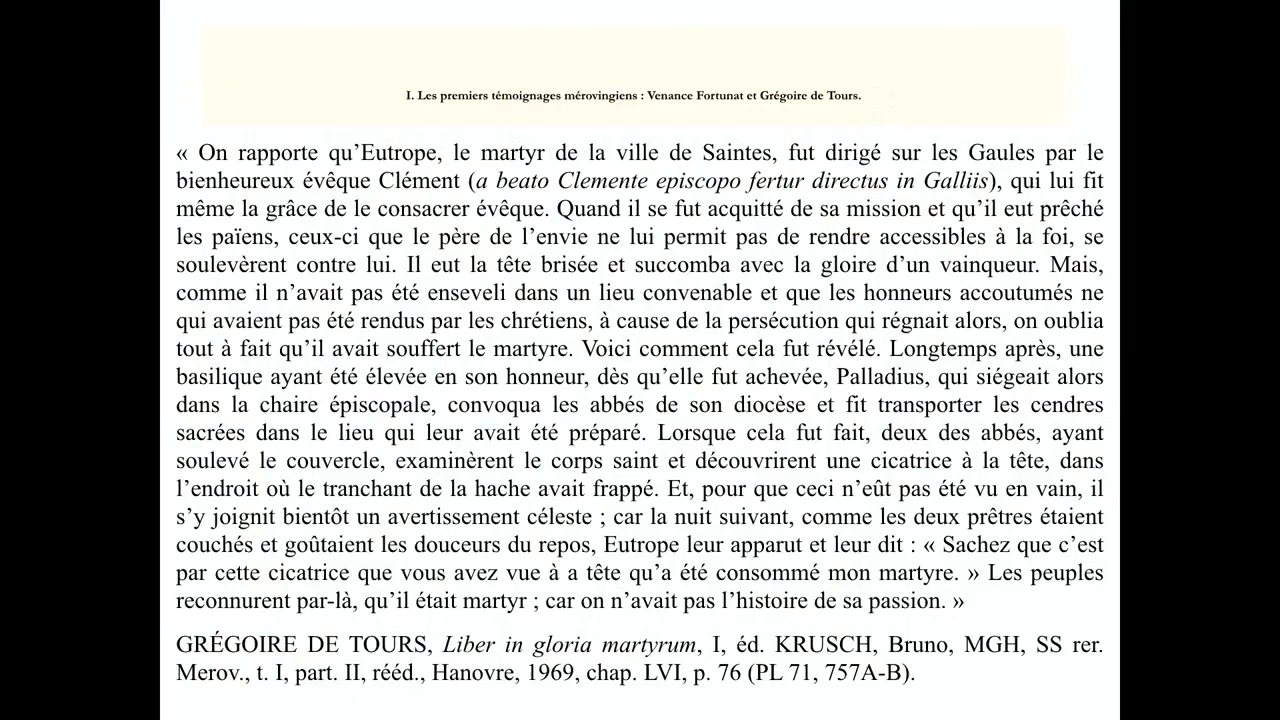 I. Les premiers témoignages mérovingiens : Venance Fortunat et Grégoire de Tours.
« On rapporte qu’Eutrope, le martyr de la ville de Saintes, fut dirigé sur les Gaules par le
bienheureux évêque Clément (a beato Clemente episcopo fertur directus in Galliis), qui lui fit
même la grâce de le consacrer évêque. Quand il se fut acquitté de sa mission et qu’il eut prêché
les païens, ceux-ci que le père de l’envie ne lui permit pas de rendre accessibles à la foi, se
soulevèrent contre lui. Il eut la tête brisée et succomba avec la gloire d’un vainqueur. Mais,
comme il n’avait pas été enseveli dans un lieu convenable et que les honneurs accoutumés ne
qui avaient pas été rendus par les chrétiens, à cause de la persécution qui régnait alors, on oublia
tout à fait qu’il avait souffert le martyre. Voici comment cela fut révélé. Longtemps après, une
basilique ayant été élevée en son honneur, dès qu’elle fut achevée, Palladius, qui siégeait alors
dans la chaire épiscopale, convoqua les abbés de son diocèse et fit transporter les cendres
sacrées dans le lieu qui leur avait été préparé. Lorsque cela fut fait, deux des abbés, ayant
soulevé le couvercle, examinèrent le corps saint et découvrirent une cicatrice à la tête, dans
l’endroit où le tranchant de la hache avait frappé. Et, pour que ceci n’eût pas été vu en vain, il
s’y joignit bientôt un avertissement céleste ; car la nuit suivant, comme les deux prêtres étaient
couchés et goûtaient les douceurs du repos, Eutrope leur apparut et leur dit : « Sachez que c’est
par cette cicatrice que vous avez vue à a tête qu’a été consommé mon martyre. » Les peuples
reconnurent par-là, qu’il était martyr ; car on n’avait pas l’histoire de sa passion. »
GRÉGOIRE DE TOURS, Liber in gloria martyrum, I, éd. KRUSCH, Bruno, MGH, SS rer.
Merov., t. I, part. II, rééd., Hanovre, 1969, chap. LVI, p. 76 (PL 71, 757A-B).